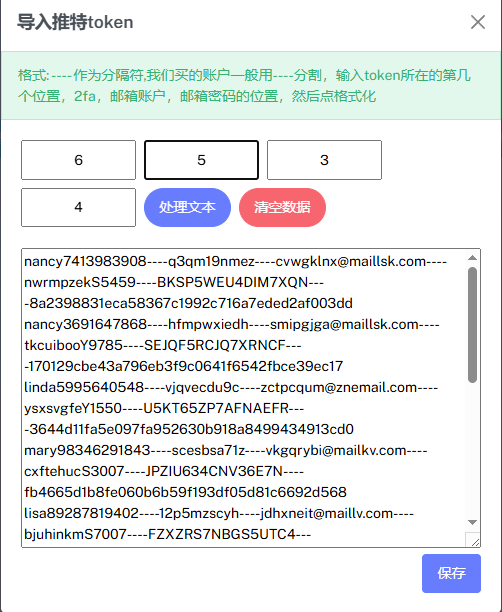 导入推特token
格式:----作为分隔符,我们买的账户一般用----分割，输入token所在的第几
个位置，2fa，邮箱账户，邮箱密码的位置，然后点格式化
6 5 3
4 处理文本 清空数据
nancy7413983908----q3qm19nmez----cvwgklnx@maillsk.com----
nwrmpzekS5459----BKSP5WEU4DIM7XQN---
-8a2398831eca58367c1992c716a7eded2af003dd
nancy3691647868----hfmpwxiedh----smipgjga@maillsk.com----
tkcuibooY9785----SEJQF5RCJQ7XRNCF---
-170129cbe43a796eb3f9c0641f6542fbce39ec17
linda5995640548----vjqvecdu9c----zctpcqum@znemail.com----
ysxsvgfeY1550----U5KT65ZP7AFNAEFR---
-3644d11fa5e097fa952630b918a8499434913cd0
mary98346291843----scesbsa71z----vkgqrybi@mailkv.com----
cxftehucS3007----JPZIU634CNV36E7N----
fb4665d1b8fe060b6b59f193df05d81c6692d568
lisa89287819402----12p5mzscyh----jdhxneit@maillv.com----
bjuhinkmS7007----FZXZRS7NBGS5UTC4---
保存